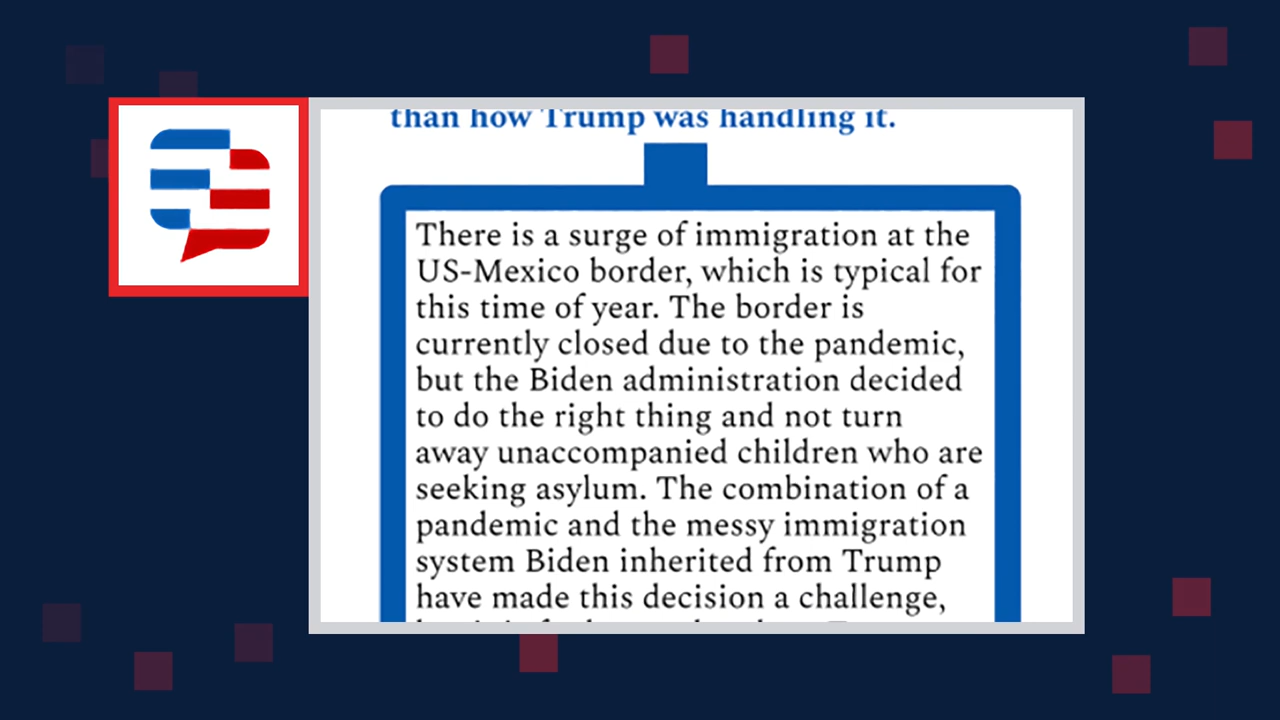 than how Trump was handling it.
There is a surge of immigration at the
US-Mexico border, which is typical for
this time of year. The border is
currently closed due to the pandemic,
but the Biden administration decided
to do the right thing and not turn
away unaccompanied children who are
seeking asylum. The combination of a
pandemic and the messy immigration
system Biden inherited from Trump
have made this decision a challenge,